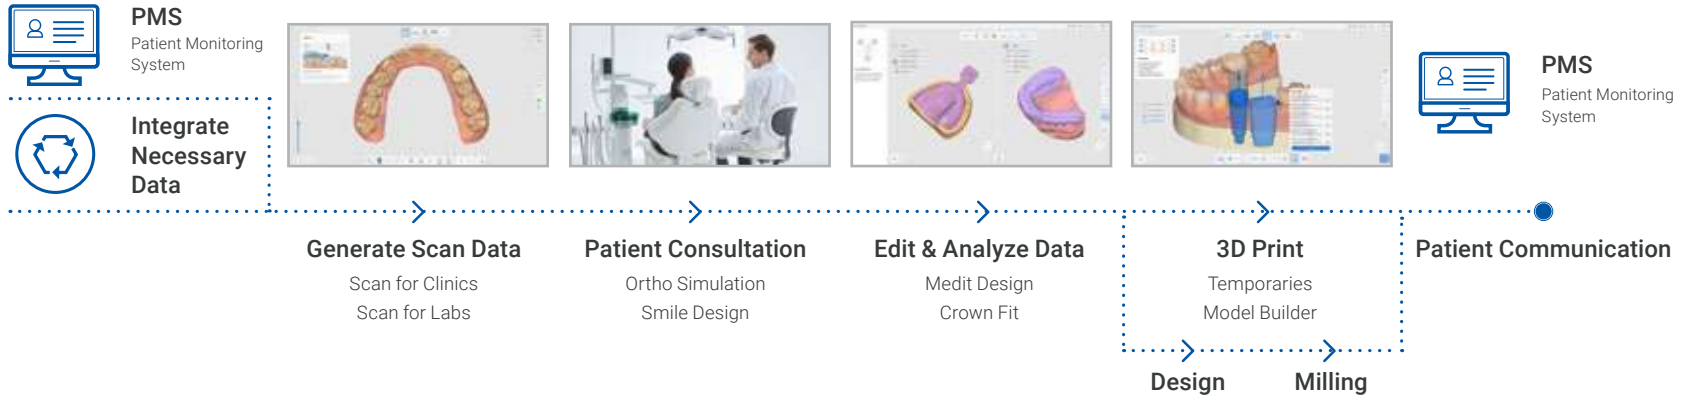 PMS
Patient Monitoring
System
Integrate
Necessary
Data
Generate Scan Data
Scan for Clinics
Scan for Labs
Patient Consultation
Ortho Simulation
Smile Design
Edit & Analyze Data
Medit Design
Crown Fit
3D Print
Temporaries
Model Builder
Design
Milling
PMS
Patient Monitoring
System
Patient Communication